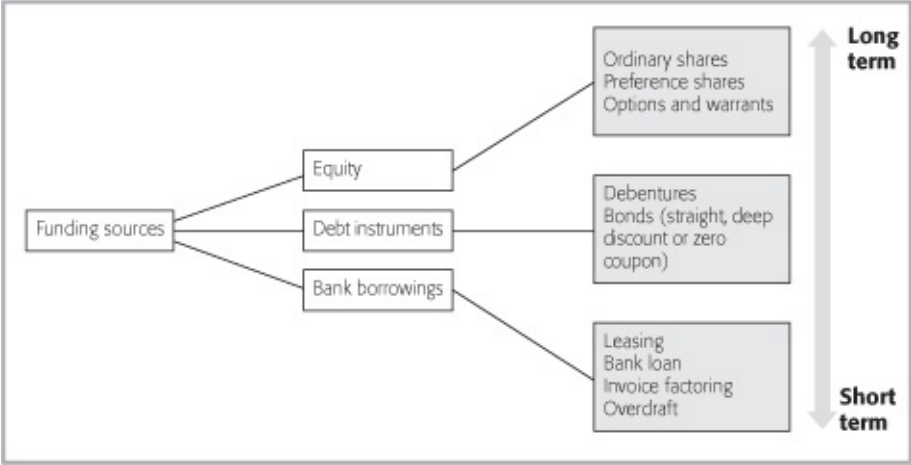 Funding sources
Equity
Debt instruments
Bank borrowings
Ordinary shares
Preference shares
Options and warrants
Debentures
Bonds (straight, deep
discount or zero
coupon)
Leasing
Bank loan
Invoice factoring
Overdraft
Long
term
Short
term